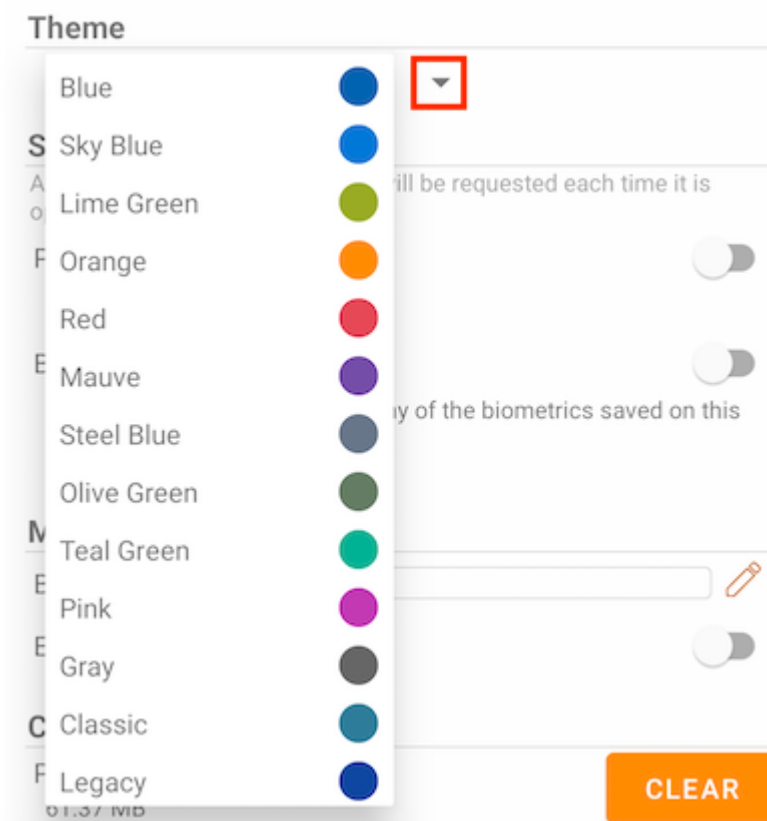 Theme
Blue
Sky Blue
ill be requested each time it is
Lime Green
Orange
Red
Mauve
ny of the biometrics saved on this
Steel Blue
Olive Green
Teal Green
Pink
Gray
Classic
Legacy
CLEAR
61.37 MB